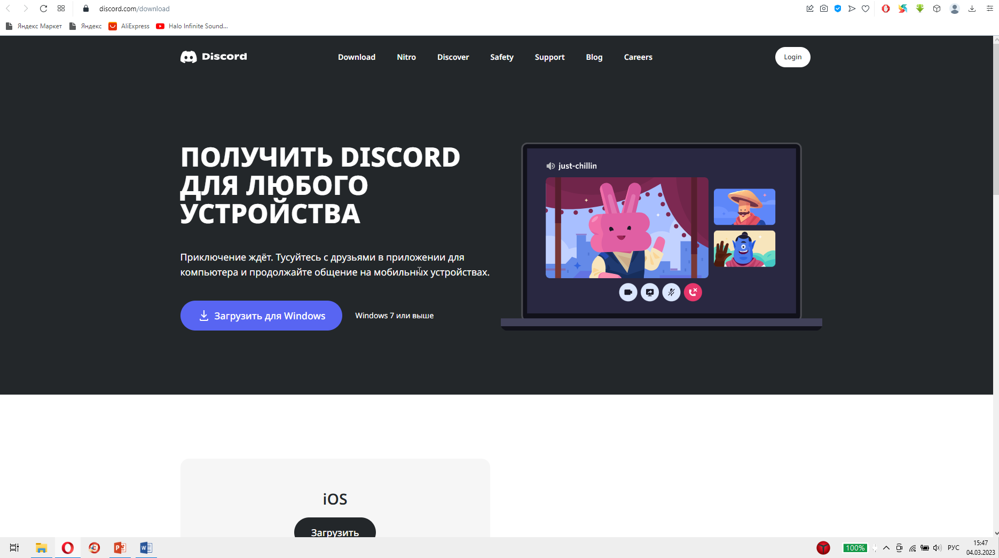 discord.com/download
Яндекс Маркет
Яндекс
AliExpress
Halo Infinite Sound...
Discord
Download
Nitro
Discover
Safety
Support
Blog
Careers
Login
ПОЛУЧИТЬ DISCORD
ДЛЯ ЛЮБОГО
УСТРОЙСТВА
just-chillin
Приключение ждёт. Тусуйтесь с друзьями в приложении для
компьютера и продолжайте общение на мобильных устройствах.
Загрузить для Windows
Windows 7 или выше
iOS
Загрузить
100%
РУС
15:47
04.03.2023